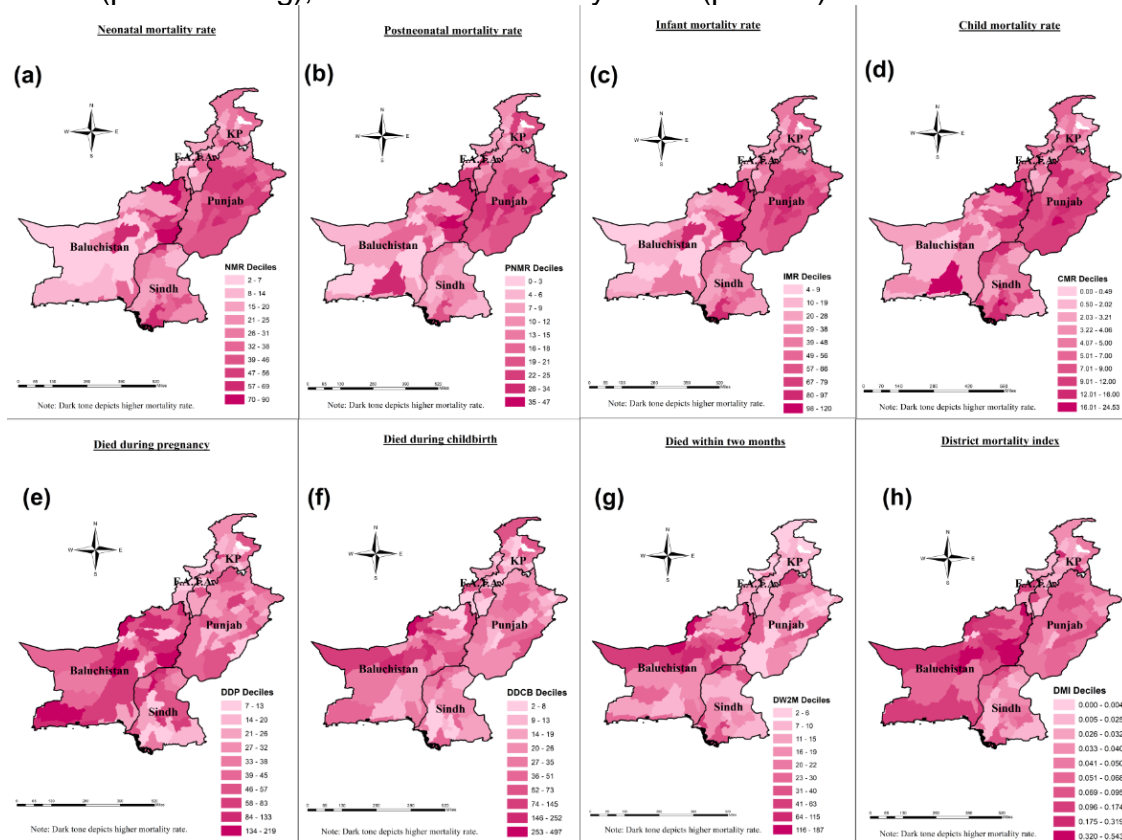 Neonatal mortality rate
(a)
N
W E
S
KP
F.A.T.A.
Punjab
Baluchistan
Sindh
NMR Deciles
2 - 7
8 - 14
15 - 20
21 - 25
26 - 31
32 - 38
39 - 46
47 - 56
57 - 69
70 - 90
Miles
Note: Dark tone depicts higher mortality rate.
Postneonatal mortality rate
(b)
N
W E
S
KP
F.A.T.A.
Punjab
Baluchistan
Sindh
PNMR Deciles
0 - 3
4 - 6
7 - 9
10 - 12
13 - 15
16 - 18
19 - 21
22 - 25
26 - 34
35 - 47
Miles
Note: Dark tone depicts higher mortality rate.
Infant mortality rate
(c)
N
W E
S
KP
F.A.T.A.
Punjab
Baluchistan
Sindh
IMR Deciles
4 - 9
10 - 19
20 - 28
29 - 38
39 - 48
49 - 56
57 - 66
67 - 79
80 - 97
98 - 120
Miles
Note: Dark tone depicts higher mortality rate.
Child mortality rate
(d)
N
W E
S
KP
F.A.T.A.
Punjab
Baluchistan
Sindh
CMR Deciles
0.00 - 0.49
0.50 - 2.02
2.03 - 3.21
3.22 - 4.06
4.07 - 5.00
5.01 - 7.00
7.01 - 9.00
9.01 - 12.00
12.01 - 16.00
16.01 - 24.53
Miles
Note: Dark tone depicts higher mortality rate.
Died during pregnancy
(e)
N
W E
S
KP
F.A.T.A.
Punjab
Baluchistan
Sindh
DDP Deciles
7 - 13
14 - 20
21 - 26
27 - 32
33 - 38
39 - 45
46 - 57
58 - 83
84 - 133
134 - 219
Miles
Note: Dark tone depicts higher mortality rate.
Died during childbirth
(f)
N
W E
S
KP
F.A.T.A.
Punjab
Baluchistan
Sindh
DDCB Deciles
2 - 8
9 - 13
14 - 19
20 - 26
27 - 35
36 - 51
52 - 73
74 - 145
146 - 252
253 - 497
Miles
Note: Dark tone depicts higher mortality rate.
Died within two months
(g)
N
W E
S
KP
F.A.T.A.
Punjab
Baluchistan
Sindh
DW2M Deciles
2 - 6
7 - 10
11 - 15
16 - 19
20 - 22
23 - 30
31 - 40
41 - 63
64 - 115
116 - 187
Miles
Note: Dark tone depicts higher mortality rate.
District mortality index
(h)
N
W E
S
KP
F.A.T.A.
Punjab
Baluchistan
Sindh
DMI Deciles
0.000 - 0.004
0.005 - 0.025
0.026 - 0.032
0.033 - 0.040
0.041 - 0.050
0.051 - 0.068
0.069 - 0.095
0.096 - 0.174
0.175 - 0.319
0.320 - 0.543
Miles
Note: Dark tone depicts higher mortality rate.